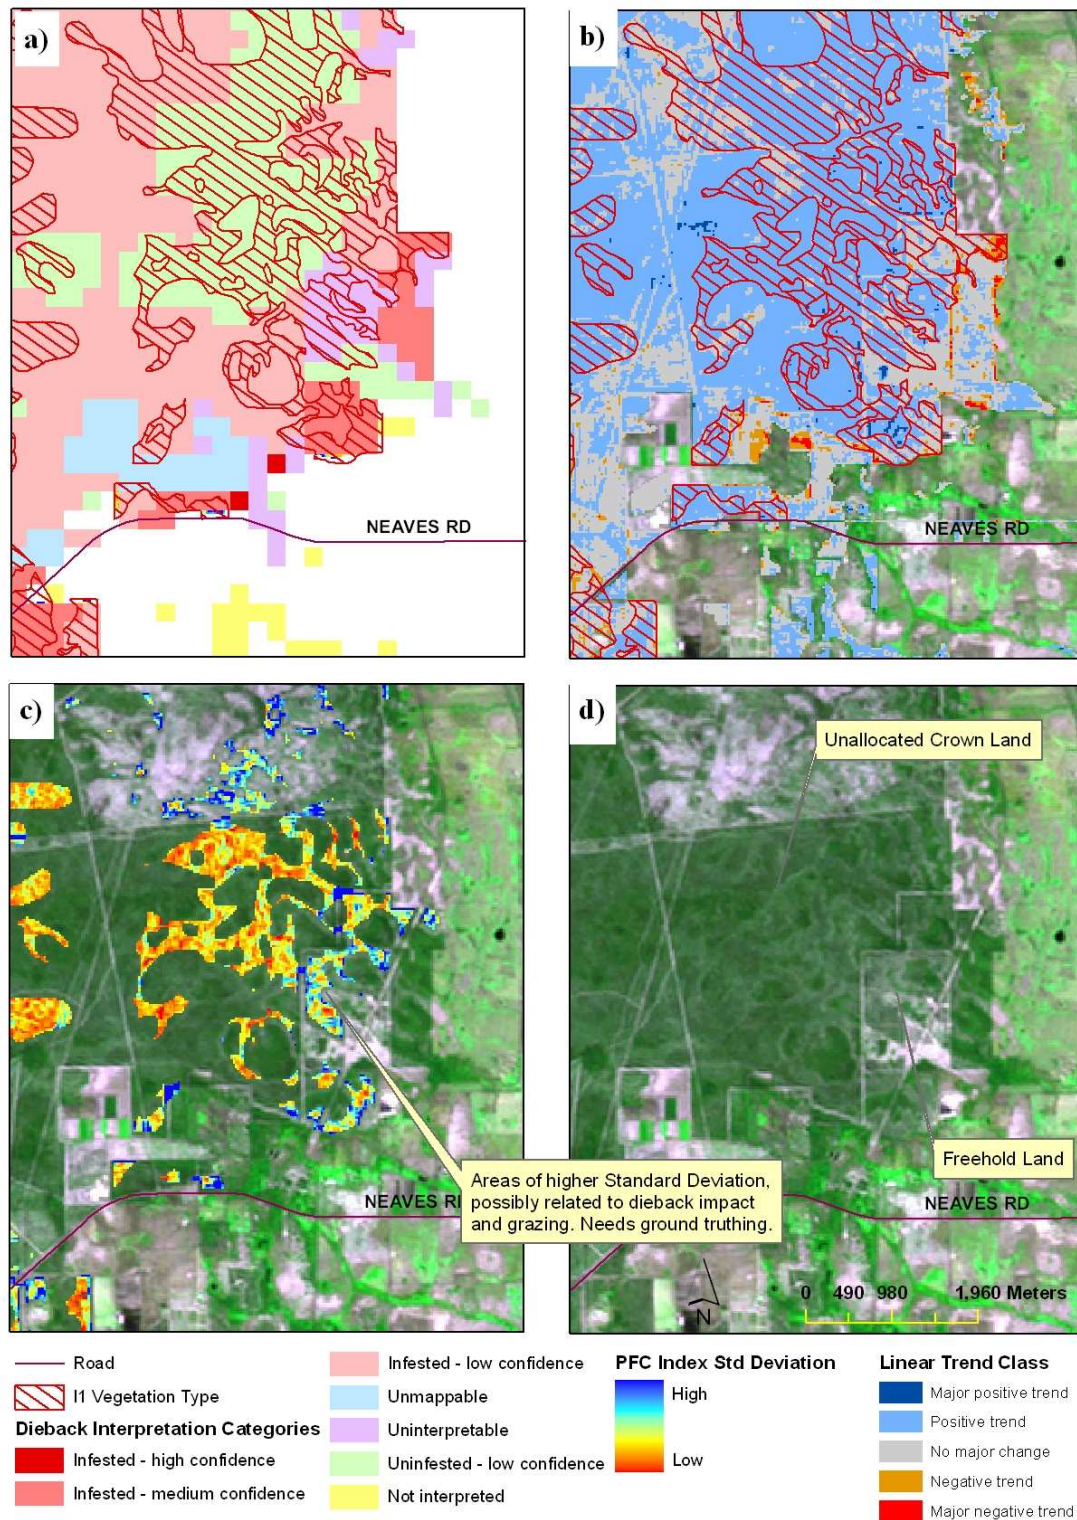 a)
b)
NEAVES RD
NEAVES RD
c)
d)
Unallocated Crown Land
Freehold Land
Areas of higher Standard Deviation,
possibly related to dieback impact
and grazing. Needs ground truthing.
NEAVES
NEAVES RD
N
0 490 980 1,960 Meters
Road
I1 Vegetation Type
Dieback Interpretation Categories
Infested - high confidence
Infested - medium confidence
Infested - low confidence
Unmappable
Uninterpretable
Uninfested - low confidence
Not interpreted
PFC Index Std Deviation
High
Low
Linear Trend Class
Major positive trend
Positive trend
No major change
Negative trend
Major negative trend